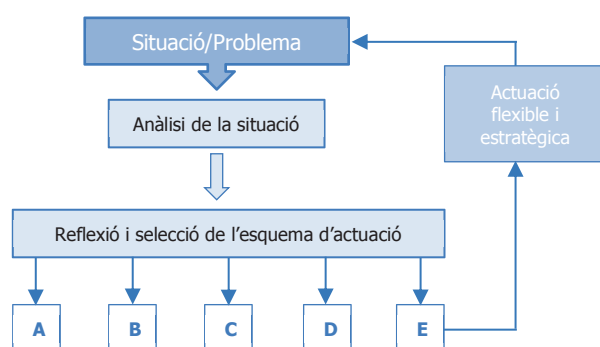 Situació/Problema
Actuació
flexible i
estratègica
Anàlisi de la situació
Reflexió i selecció de l'esquema d'actuació
A
B
C
D
E